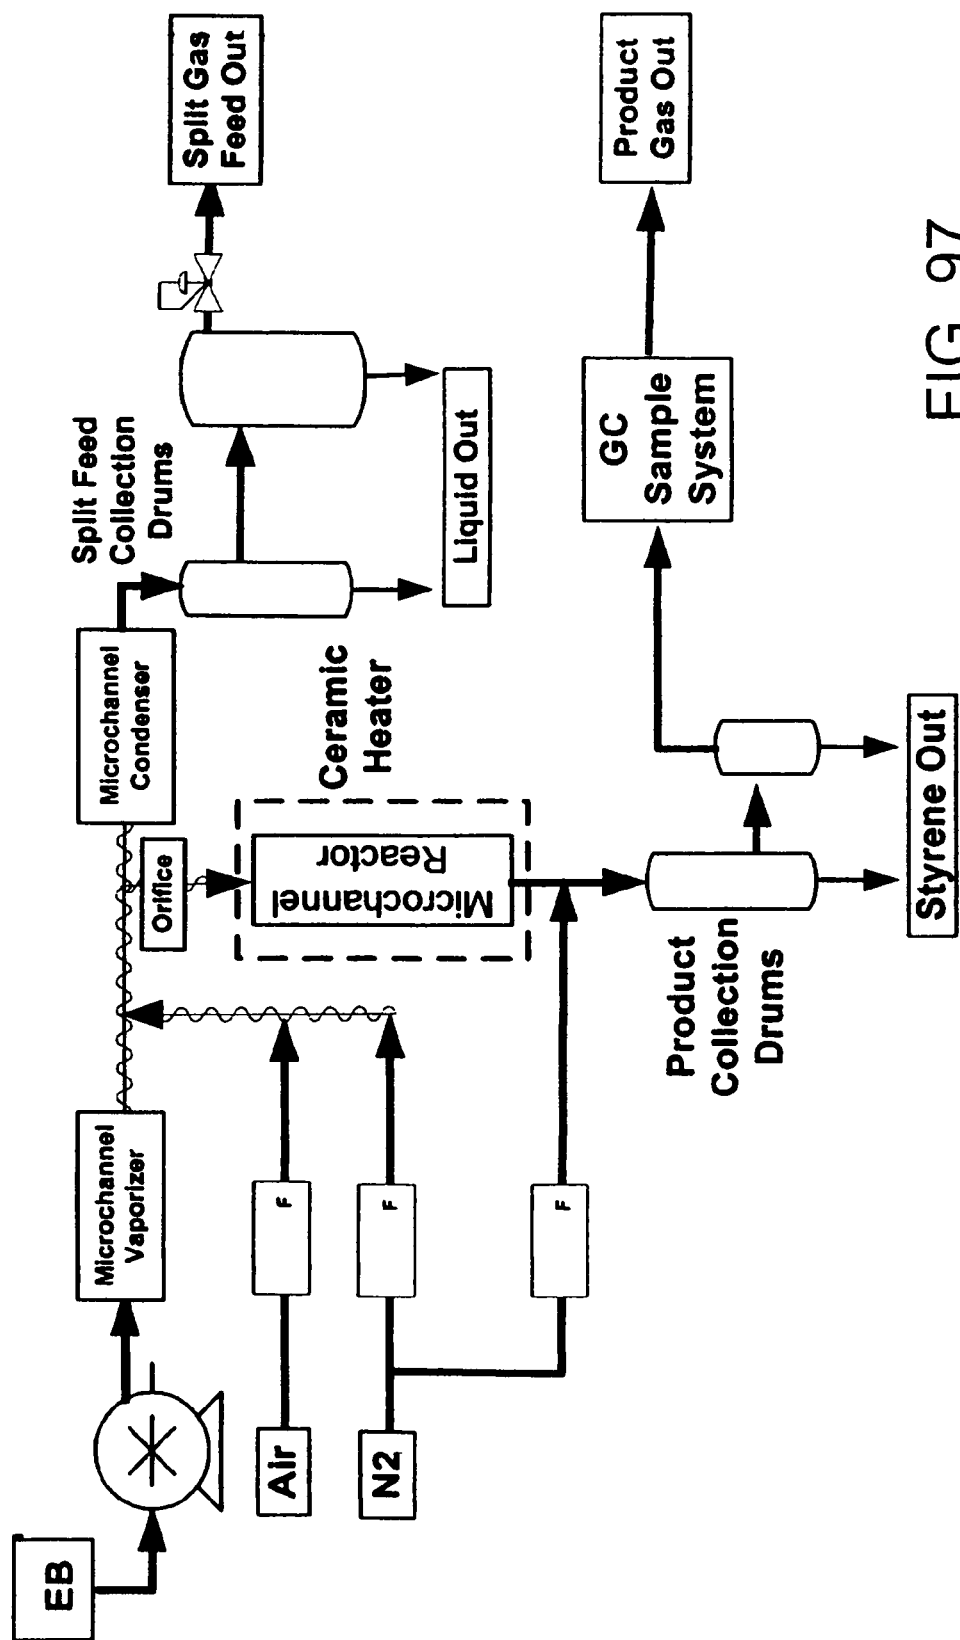 EB
Microchannel
Vaporizer
Microchannel
Condenser
Split Feed
Collection
Drums
Split Gas
Feed Out
Orifice
Air
F
N2
F
F
Microchannel
Reactor
Ceramic
Heater
Liquid Out
Product
Collection
Drums
GC
Sample
System
Product
Gas Out
Styrene Out
FIG 97